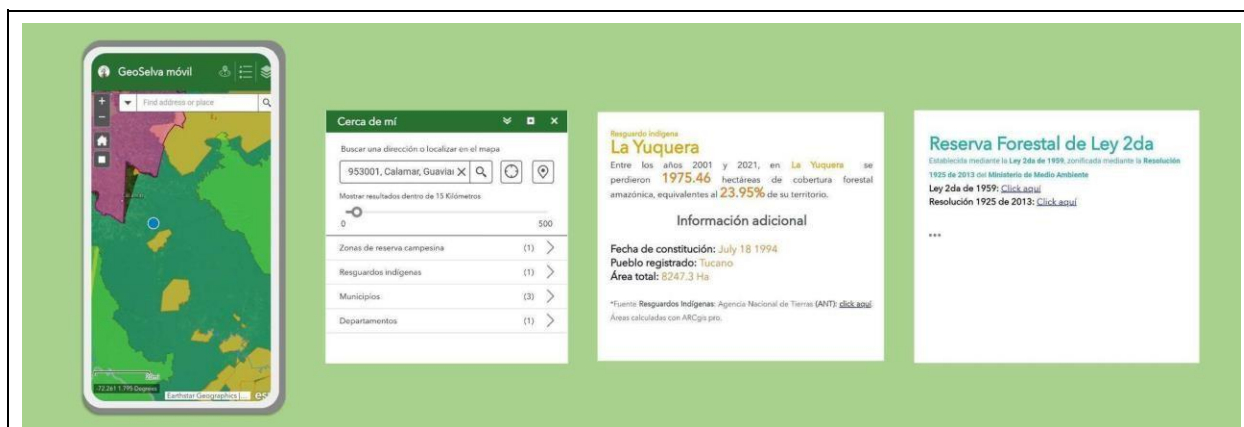 GeoSelva móvil
Find address or place
-72.261 1.795 Degrees
Earthstar Geographics |...
esri
Cerca de mí
Buscar una dirección o localizar en el mapa
953001, Calamar, Guaviar
Mostrar resultados dentro de 15 Kilómetros
0 500
Zonas de reserva campesina (1)
Resguardos indígenas (1)
Municipios (3)
Departamentos (1)
Resguardo Indígena
La Yuquera
Entre los años 2001 y 2021, en La Yuquera se
perdieron 1975.46 hectáreas de cobertura forestal
amazónica, equivalentes al 23.95% de su territorio.
Información adicional
Fecha de constitución: July 18 1994
Pueblo registrado: Tucano
Área total: 8247.3 Ha
*Fuente Resguardos Indígenas: Agencia Nacional de Tierras (ANT): click aquí.
Áreas calculadas con ARCgis pro.
Reserva Forestal de Ley 2da
Establecida mediante la Ley 2da de 1959, zonificada mediante la Resolución
1925 de 2013 del Ministerio de Medio Ambiente
Ley 2da de 1959: Click aquí
Resolución 1925 de 2013: Click aquí